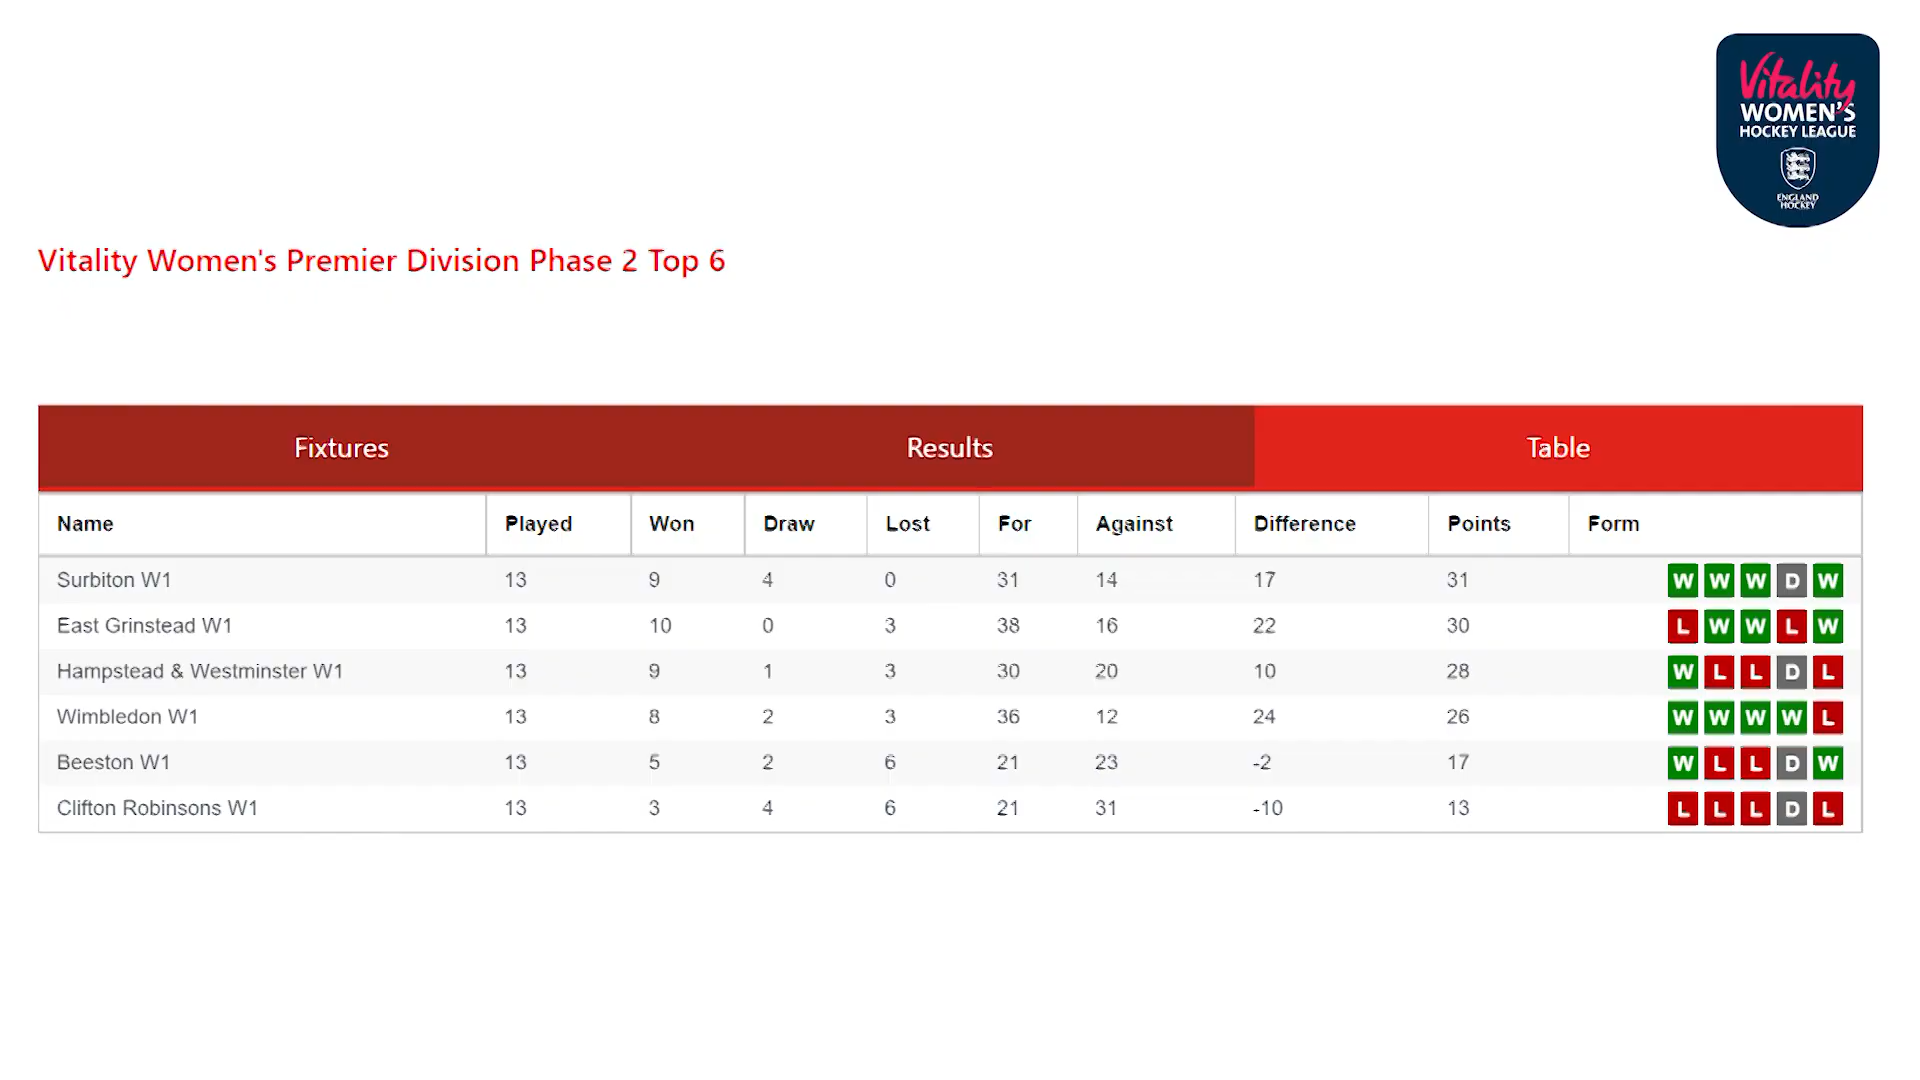 Vitality
WOMEN'S
HOCKEY LEAGUE
ENGLAND
HOCKEY
Vitality Women's Premier Division Phase 2 Top 6
Fixtures Results Table
Name Played Won Draw Lost For Against Difference Points Form
Surbiton W1 13 9 4 0 31 14 17 31 W W W D W
East Grinstead W1 13 10 0 3 38 16 22 30 L W W L W
Hampstead & Westminster W1 13 9 1 3 30 20 10 28 W L L D L
Wimbledon W1 13 8 2 3 36 12 24 26 W W W W L
Beeston W1 13 5 2 6 21 23 -2 17 W L L D W
Clifton Robinsons W1 13 3 4 6 21 31 -10 13 L L L D L